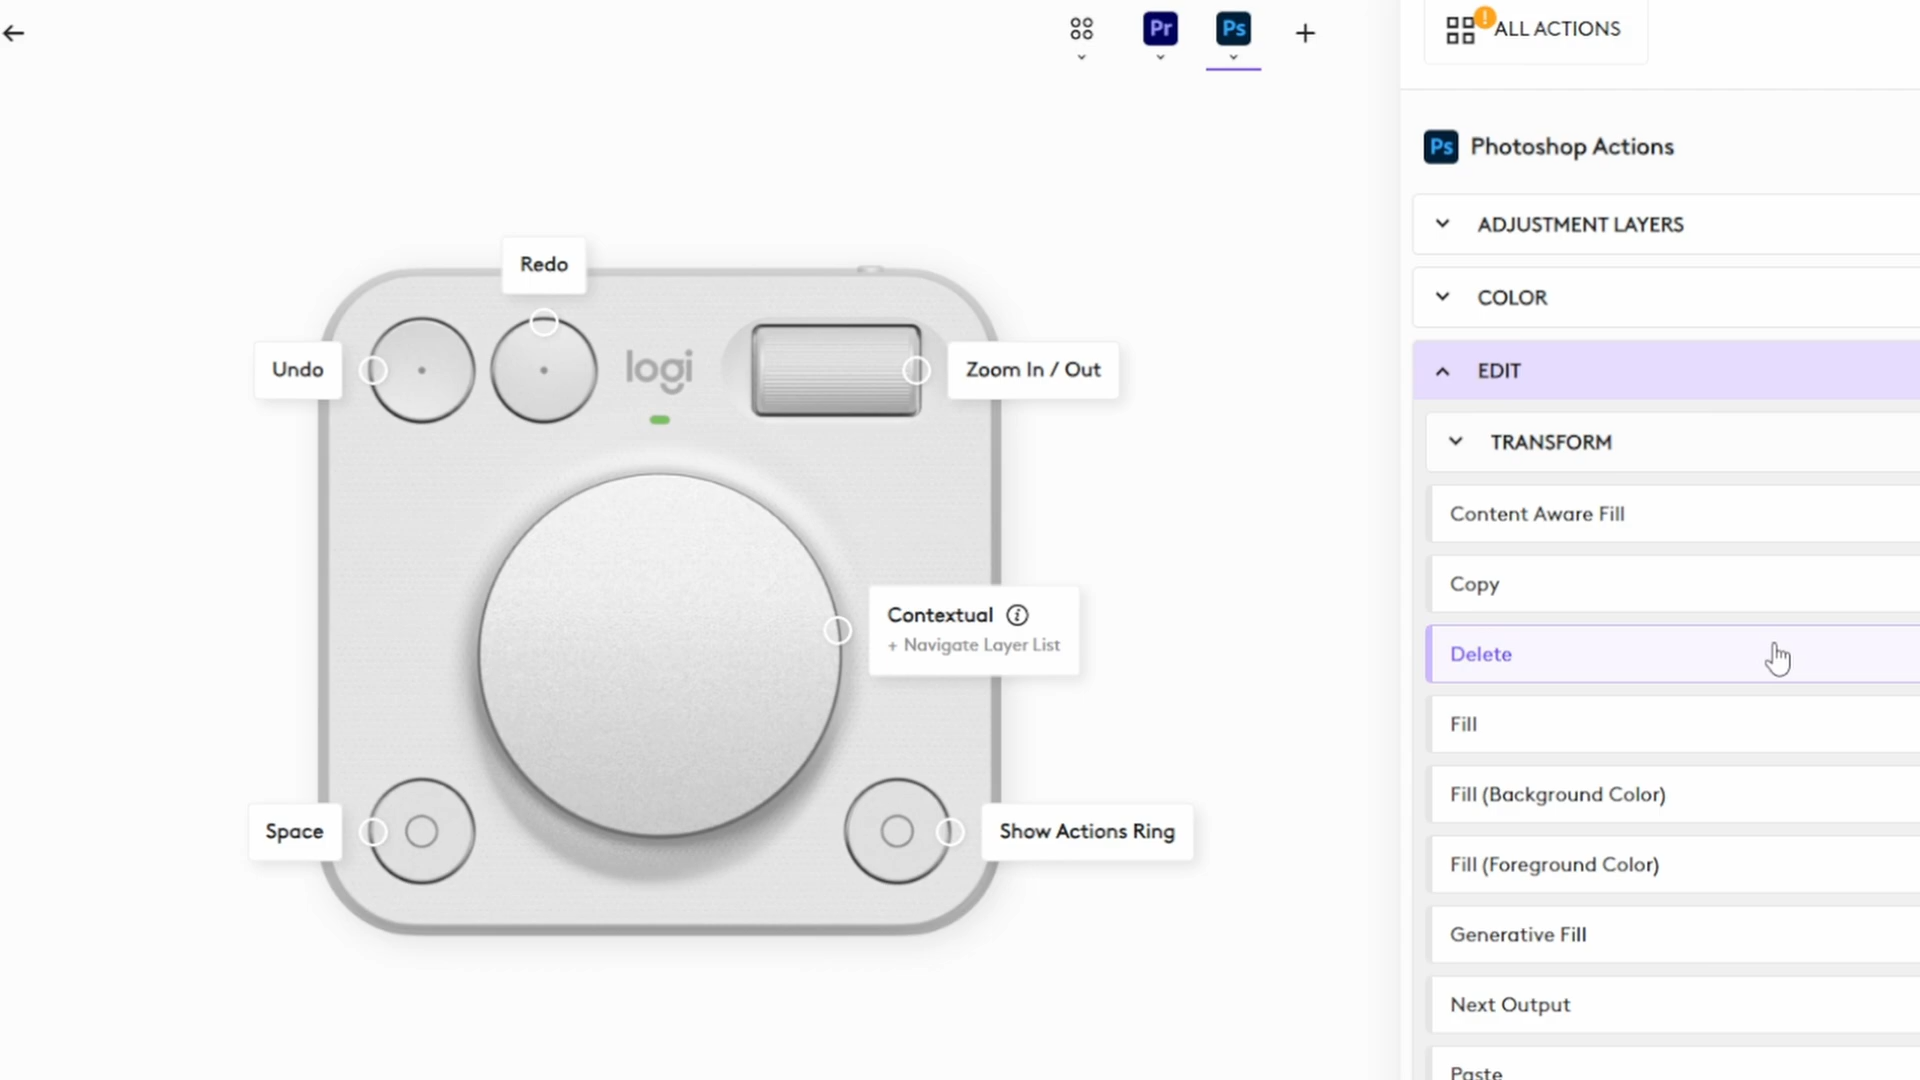 Pr
Ps
ALL ACTIONS
Ps Photoshop Actions
ADJUSTMENT LAYERS
COLOR
EDIT
TRANSFORM
Content Aware Fill
Copy
Delete
Fill
Fill (Background Color)
Fill (Foreground Color)
Generative Fill
Next Output
Paste
Redo
Undo
logi
Zoom In / Out
Contextual
+ Navigate Layer List
Space
Show Actions Ring